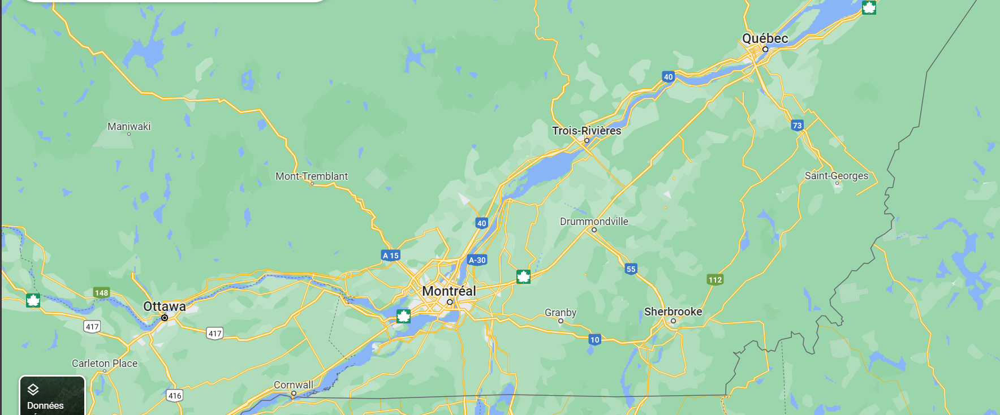 Québec
40
73
Maniwaki
Trois-Rivières
Mont-Tremblant
Saint-Georges
40
Drummondville
A 15
A-30
55
112
148
Montréal
Ottawa
Granby
Sherbrooke
417
417
10
Carleton Place
Cornwall
416
Données